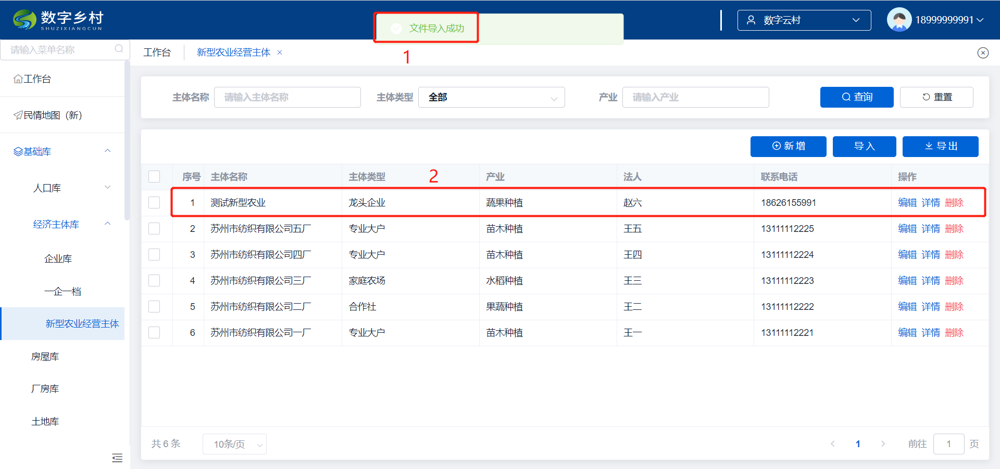 数字乡村
SHUZIXIANGCUN
文件导入成功
数字云村
18999999991
请输入菜单名称
工作台
新型农业经营主体
1
工作台
民情地图（新）
基础库
人口库
经济主体库
企业库
一企一档
新型农业经营主体
房屋库
厂房库
土地库
主体名称 请输入主体名称 主体类型 全部 产业 请输入产业 查询 重置
新增 导入 导出
2
序号 主体名称 主体类型 产业 法人 联系电话 操作
1 测试新型农业 龙头企业 蔬果种植 赵六 18626155991 编辑 详情 删除
2 苏州市纺织有限公司五厂 专业大户 苗木种植 王五 13111112225 编辑 详情 删除
3 苏州市纺织有限公司四厂 专业大户 苗木种植 王四 13111112224 编辑 详情 删除
4 苏州市纺织有限公司三厂 家庭农场 水稻种植 王三 13111112223 编辑 详情 删除
5 苏州市纺织有限公司二厂 合作社 果蔬种植 王二 13111112222 编辑 详情 删除
6 苏州市纺织有限公司一厂 专业大户 苗木种植 王一 13111112221 编辑 详情 删除
共 6 条 10条/页 1 前往 1 页